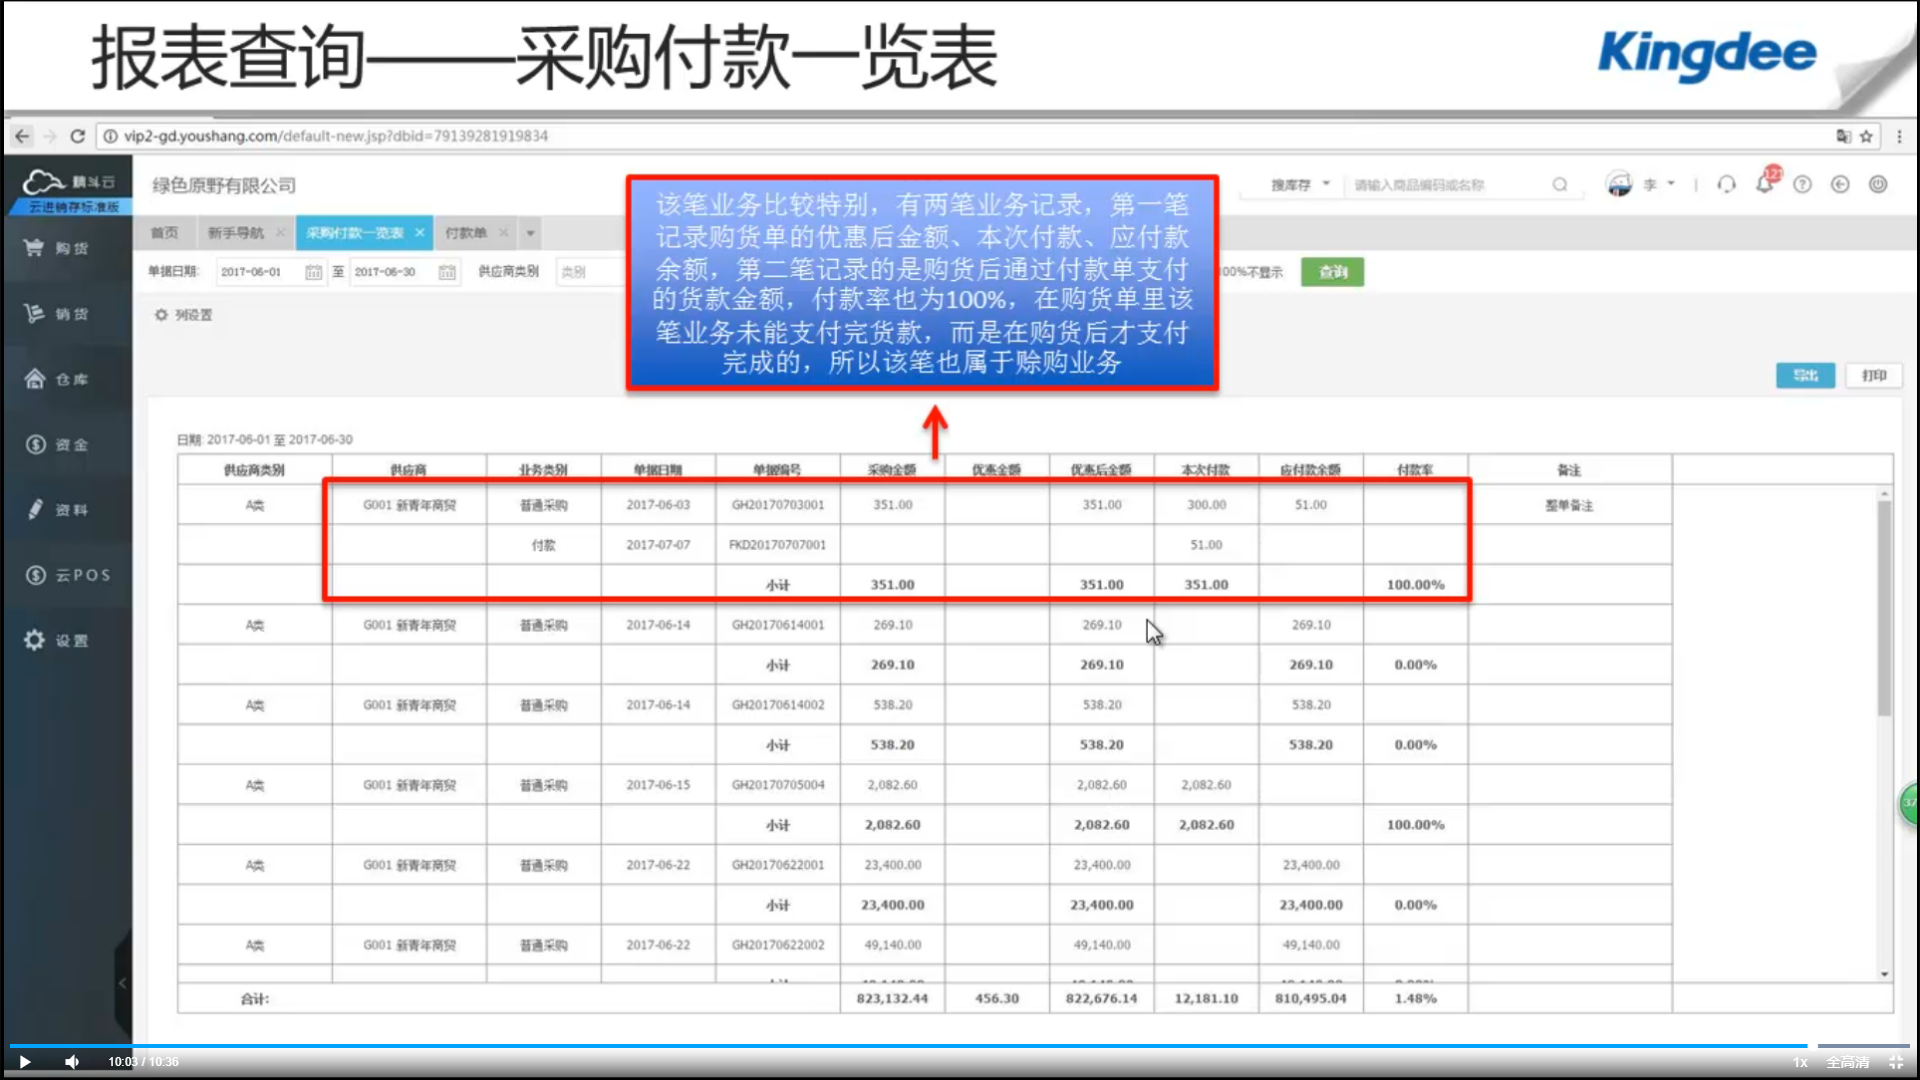 报表查询——采购付款一览表
Kingdee
vip2-gd.youshang.com/default-new.jsp?dbid=79139281919834
精斗云
云进销存标准版
绿色原野有限公司
搜库存 请输入商品编码或名称
李
121
首页 新手导航 采购付款一览表 付款单
单据日期: 2017-06-01 至 2017-06-30 供应商类别 类别
00%不显示 查询
该笔业务比较特别，有两笔业务记录，第一笔
记录购货单的优惠后金额、本次付款、应付款
余额，第二笔记录的是购货后通过付款单支付
的货款金额，付款率也为100%，在购货单里该
笔业务未能支付完货款，而是在购货后才支付
完成的，所以该笔也属于赊购业务
列设置
导出 打印
购货
销货
仓库
资金
资料
云POS
设置
日期: 2017-06-01 至 2017-06-30
供应商类别 供应商 业务类别 单据日期 单据编号 采购金额 优惠金额 优惠后金额 本次付款 应付款余额 付款率 备注
A类 G001 新青年商贸 普通采购 2017-06-03 GH20170703001 351.00 351.00 300.00 51.00 整单备注
付款 2017-07-07 FKD20170707001 51.00
小计 351.00 351.00 351.00 100.00%
A类 G001 新青年商贸 普通采购 2017-06-14 GH20170614001 269.10 269.10 269.10
小计 269.10 269.10 269.10 0.00%
A类 G001 新青年商贸 普通采购 2017-06-14 GH20170614002 538.20 538.20 538.20
小计 538.20 538.20 538.20 0.00%
A类 G001 新青年商贸 普通采购 2017-06-15 GH20170705004 2,082.60 2,082.60 2,082.60
小计 2,082.60 2,082.60 2,082.60 100.00%
A类 G001 新青年商贸 普通采购 2017-06-22 GH20170622001 23,400.00 23,400.00 23,400.00
小计 23,400.00 23,400.00 23,400.00 0.00%
A类 G001 新青年商贸 普通采购 2017-06-22 GH20170622002 49,140.00 49,140.00 49,140.00
合计: 823,132.44 456.30 822,676.14 12,181.10 810,495.04 1.48%
37
10:03 / 10:36
1x 全高清